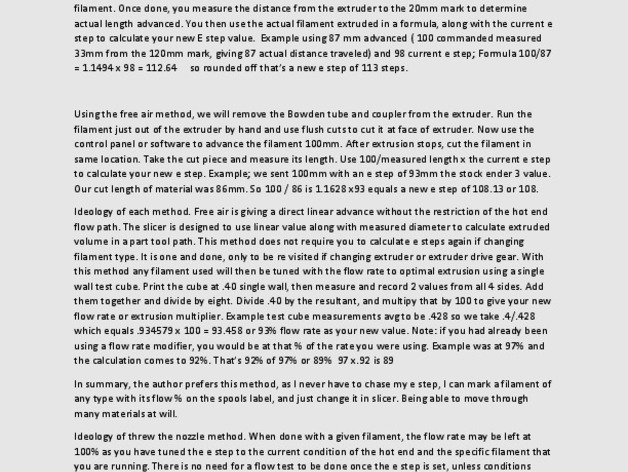 filament. Once done, you measure the distance from the extruder to the 20mm mark to determine
actual length advanced. You then use the actual filament extruded in a formula, along with the current e
step to calculate your new E step value. Example using 87 mm advanced ( 100 commanded measured
33mm from the 120mm mark, giving 87 actual distance traveled) and 98 current e step; Formula 100/87
= 1.1494 x 98 = 112.64 so rounded off that's a new e step of 113 steps.
Using the free air method, we will remove the Bowden tube and coupler from the extruder. Run the
filament just out of the extruder by hand and use flush cuts to cut it at face of extruder. Now use the
control panel or software to advance the filament 100mm. After extrusion stops, cut the filament in
same location. Take the cut piece and measure its length. Use 100/measured length x the current e step
to calculate your new e step. Example; we sent 100mm with an e step of 93mm the stock ender 3 value.
Our cut length of material was 86mm. So 100 / 86 is 1.1628 x93 equals a new e step of 108.13 or 108.
Ideology of each method. Free air is giving a direct linear advance without the restriction of the hot end
flow path. The slicer is designed to use linear value along with measured diameter to calculate extruded
volume in a part tool path. This method does not require you to calculate e steps again if changing
filament type. It is one and done, only to be re visited if changing extruder or extruder drive gear. With
this method any filament used will then be tuned with the flow rate to optimal extrusion using a single
wall test cube. Print the cube at .40 single wall, then measure and record 2 values from all 4 sides. Add
them together and divide by eight. Divide .40 by the resultant, and multipy that by 100 to give your new
flow rate or extrusion multiplier. Example test cube measurements avg to be .428 so we take .4/.428
which equals .934579 x 100 = 93.458 or 93% flow rate as your new value. Note: if you had already been
using a flow rate modifier, you would be at that % of the rate you were using. Example was at 97% and
the calculation comes to 92%. That's 92% of 97% or 89% 97 x .92 is 89
In summary, the author prefers this method, as I never have to chase my e step, I can mark a filament of
any type with its flow % on the spools label, and just change it in slicer. Being able to move through
many materials at will.
Ideology of threw the nozzle method. When done with a given filament, the flow rate may be left at
100% as you have tuned the e step to the current condition of the hot end and the specific filament that
you are running. There is no need for a flow test to be done once the e step is set, unless conditions